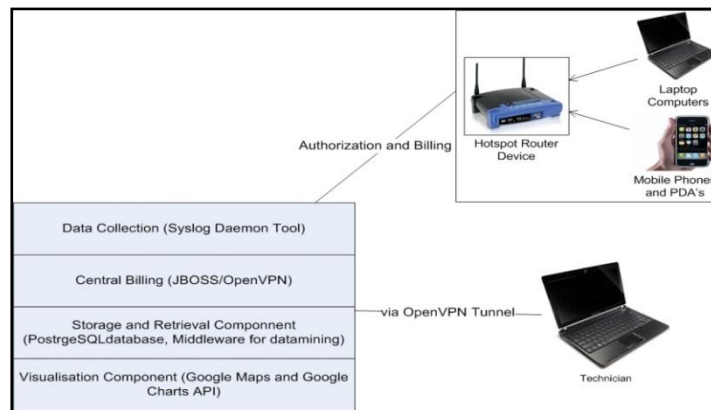 Laptop
Computers
Hotspot Router
Device
Authorization and Billing
Mobile Phones
and PDA's
Data Collection (Syslog Daemon Tool)
Central Billing (JBOSS/OpenVPN)
via OpenVPN Tunnel
Storage and Retrieval Componnent
(PostrgeSQLdatabase, Middleware for datamining)
Visualisation Component (Google Maps and Google
Charts API)
Technician